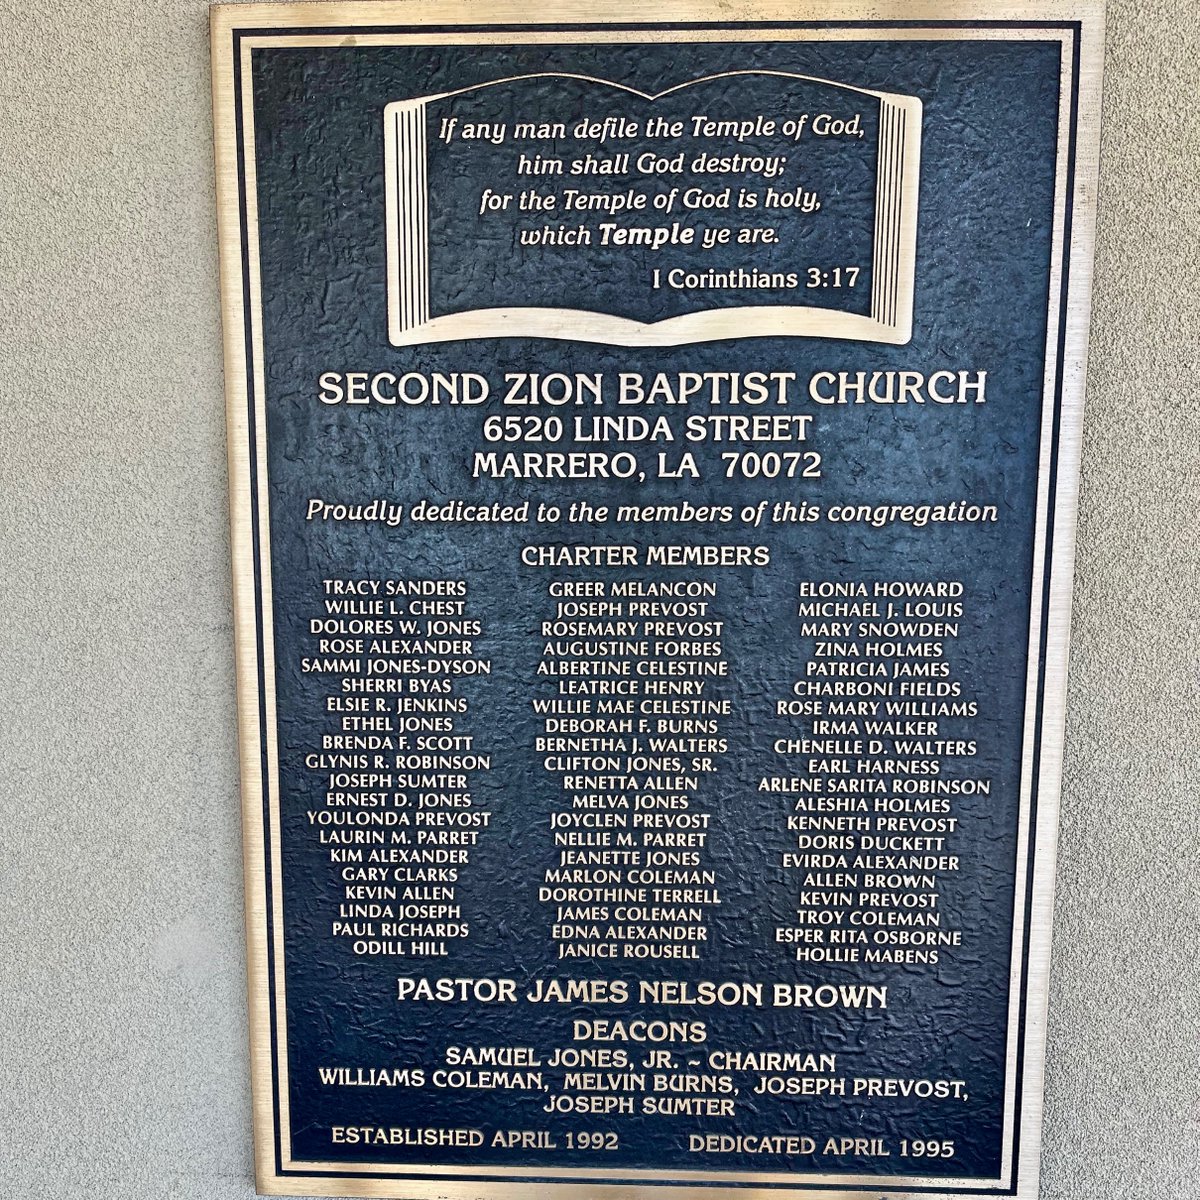 If any man defile the Temple of God,
him shall God destroy;
for the Temple of God is holy,
which Temple ye are.
I Corinthians 3:17
SECOND ZION BAPTIST CHURCH
6520 LINDA STREET
MARRERO, LA 70072
Proudly dedicated to the members of this congregation
CHARTER MEMBERS
TRACY SANDERS
WILLIE L. CHEST
DOLORES W. JONES
ROSE ALEXANDER
SAMMI JONES-DYSON
SHERRI BYAS
ELSIE R. JENKINS
ETHEL JONES
BRENDA F. SCOTT
GLYNIS R. ROBINSON
JOSEPH SUMTER
ERNEST D. JONES
YOULONDA PREVOST
LAURIN M. PARRET
KIM ALEXANDER
GARY CLARKS
KEVIN ALLEN
LINDA JOSEPH
PAUL RICHARDS
ODILL HILL
GREER MELANCON
JOSEPH PREVOST
ROSEMARY PREVOST
AUGUSTINE FORBES
ALBERTINE CELESTINE
LEATRICE HENRY
WILLIE MAE CELESTINE
DEBORAH F. BURNS
BERNETHA J. WALTERS
CLIFTON JONES, SR.
RENETTA ALLEN
MELVA JONES
JOYCLEN PREVOST
NELLIE M. PARRET
JEANETTE JONES
MARLON COLEMAN
DOROTHINE TERRELL
JAMES COLEMAN
EDNA ALEXANDER
JANICE ROUSELL
ELONIA HOWARD
MICHAEL J. LOUIS
MARY SNOWDEN
ZINA HOLMES
PATRICIA JAMES
CHARBONI FIELDS
ROSE MARY WILLIAMS
IRMA WALKER
CHENELLE D. WALTERS
EARL HARNESS
ARLENE SARITA ROBINSON
ALESHIA HOLMES
KENNETH PREVOST
DORIS DUCKETT
EVIRDA ALEXANDER
ALLEN BROWN
KEVIN PREVOST
TROY COLEMAN
ESPER RITA OSBORNE
HOLLIE MABENS
PASTOR JAMES NELSON BROWN
DEACONS
SAMUEL JONES, JR. ~ CHAIRMAN
WILLIAMS COLEMAN, MELVIN BURNS, JOSEPH PREVOST,
JOSEPH SUMTER
ESTABLISHED APRIL 1992
DEDICATED APRIL 1995